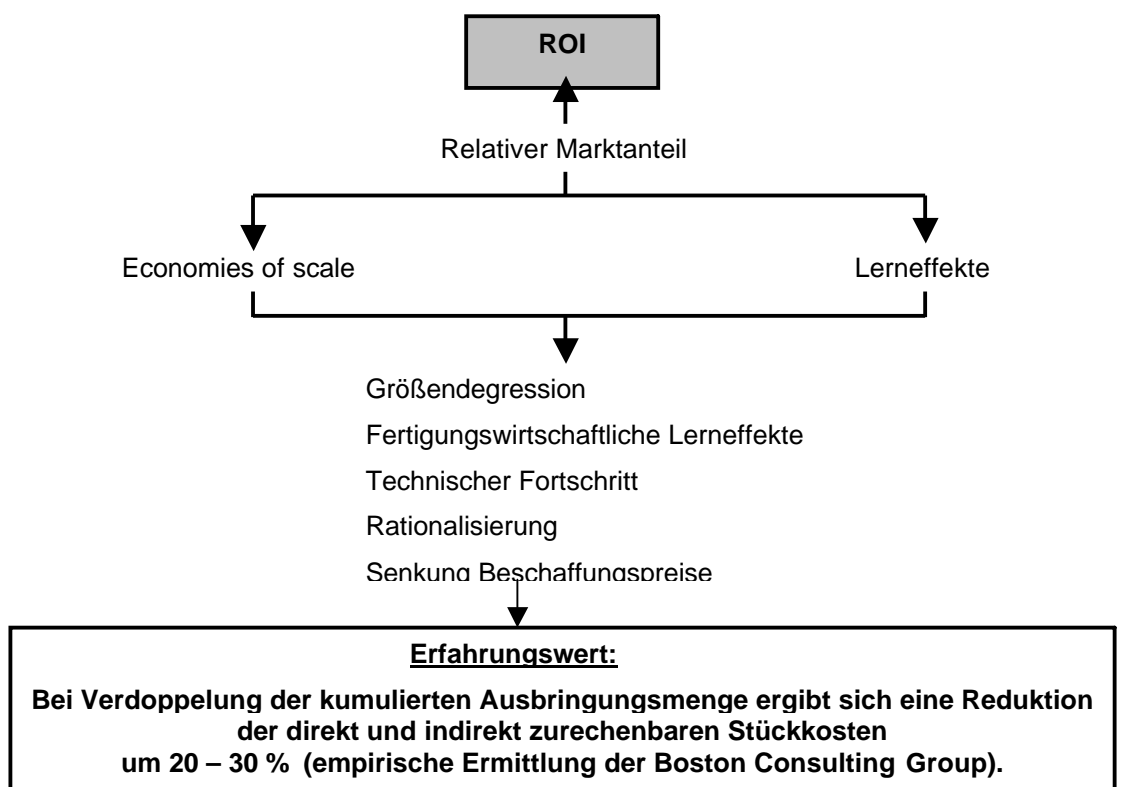 ROI
Relativer Marktanteil
Economies of scale
Lerneffekte
Größendegression
Fertigungswirtschaftliche Lerneffekte
Technischer Fortschritt
Rationalisierung
Senkung Beschaffungspreise
Erfahrungswert:
Bei Verdoppelung der kumulierten Ausbringungsmenge ergibt sich eine Reduktion
der direkt und indirekt zurechenbaren Stückkosten
um 20 – 30 % (empirische Ermittlung der Boston Consulting Group).